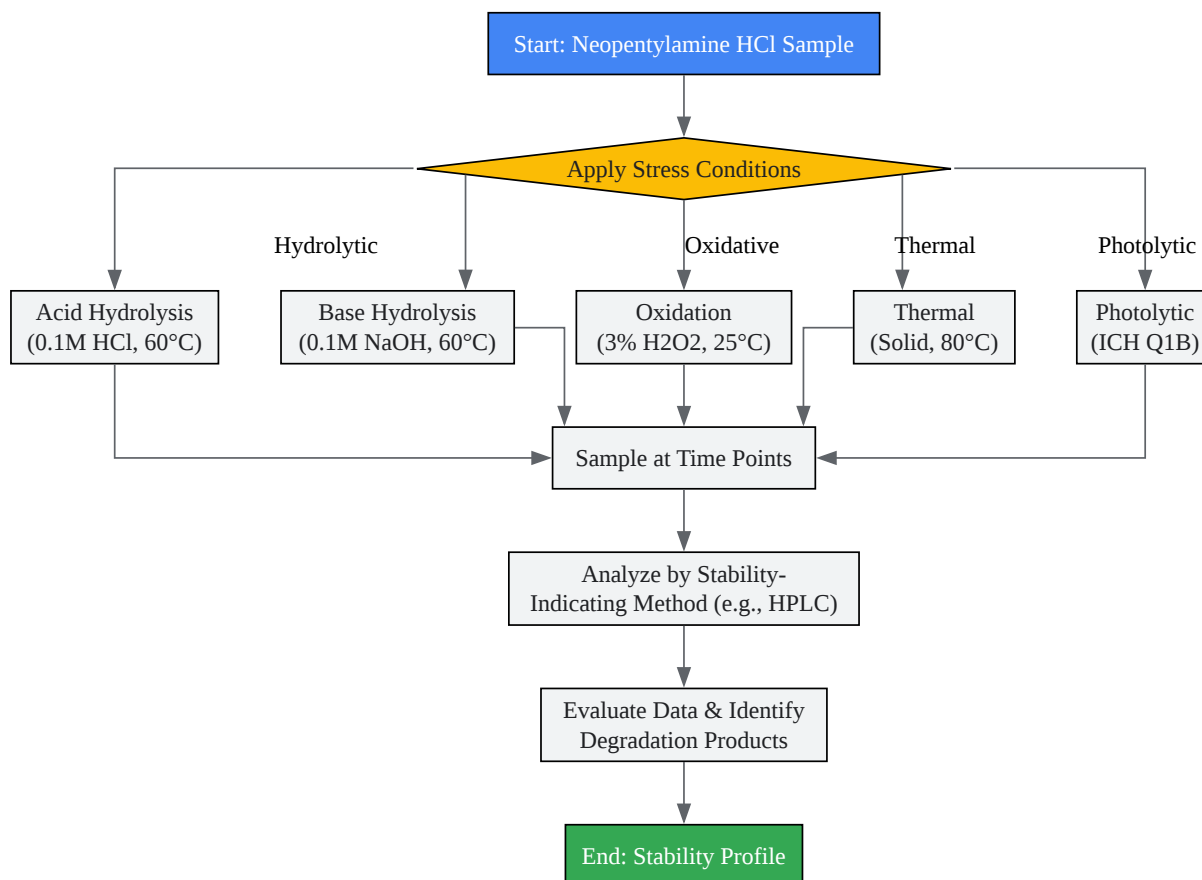 Start: Neopentylamine HCl Sample
Apply Stress Conditions
Hydrolytic
Oxidative
Thermal
Photolytic
Acid Hydrolysis
(0.1M HCl, 60°C)
Base Hydrolysis
(0.1M NaOH, 60°C)
Oxidation
(3% H2O2, 25°C)
Thermal
(Solid, 80°C)
Photolytic
(ICH Q1B)
Sample at Time Points
Analyze by Stability-
Indicating Method (e.g., HPLC)
Evaluate Data & Identify
Degradation Products
End: Stability Profile